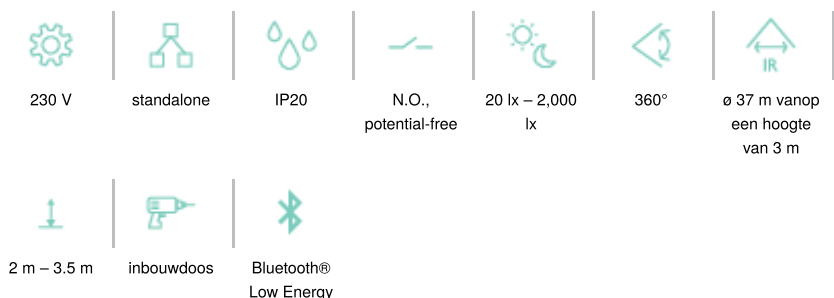 IR
230 V
standalone
IP20
N.O.,
potential-free
20 lx – 2,000
lx
360°
ø 37 m vanop
een hoogte
van 3 m
2 m – 3.5 m
inbouwdoos
Bluetooth®
Low Energy